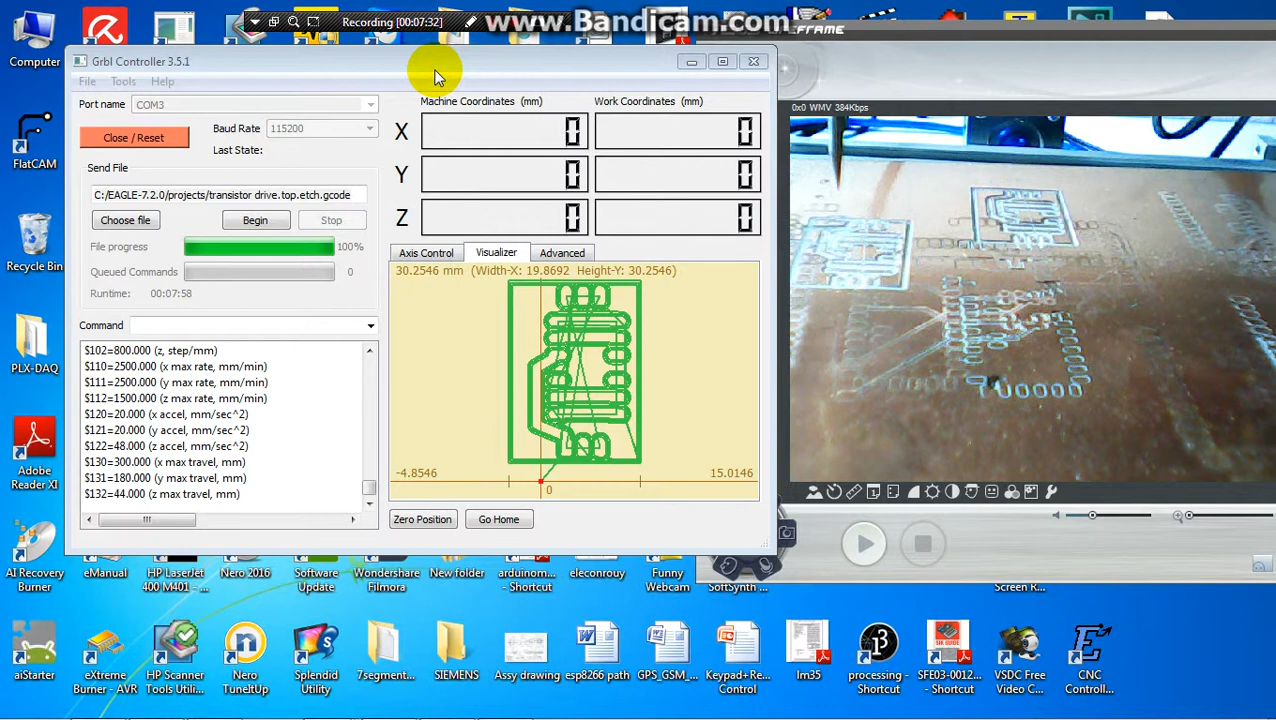 Recording [00:07:32]
www.Bandicam.com
Grbl Controller 3.5.1
File Tools Help
Port name COM3
Baud Rate 115200
Close / Reset
Last State:
Send File
C:/EAGLE-7.2.0/projects/transistor drive.top.etch.gcode
Choose file Begin Stop
File progress 100%
Queued Commands 0
Runtime: 00:07:58
Command
$102=800.000 (z, step/mm)
$110=2500.000 (x max rate, mm/min)
$111=2500.000 (y max rate, mm/min)
$112=1500.000 (z max rate, mm/min)
$120=20.000 (x accel, mm/sec^2)
$121=20.000 (y accel, mm/sec^2)
$122=48.000 (z accel, mm/sec^2)
$130=300.000 (x max travel, mm)
$131=180.000 (y max travel, mm)
$132=44.000 (z max travel, mm)
Machine Coordinates (mm) Work Coordinates (mm)
X 0 0
Y 0 0
Z 0 0
Axis Control Visualizer Advanced
30.2546 mm (Width-X: 19.8692 Height-Y: 30.2546)
-4.8546 15.0146
0
Zero Position Go Home
0x0 WMV 384Kbps
Computer
FlatCAM
Recycle Bin
PLX-DAQ
Adobe
Reader XI
AI Recovery
Burner
eManual
HP LaserJet
400 M401 - ...
Nero 2016
Software
Update
Wondershare
Filmora
New folder
arduinom...
- Shortcut
eleconrouy
Funny
Webcam
SoftSynth ...
Screen R...
aiStarter
eXtreme
Burner - AVR
HP Scanner
Tools Utili...
Nero
TuneItUp
Splendid
Utility
7segment...
SIEMENS
Assy drawing
esp8266 path
GPS_GSM_...
Keypad+Re...
Control
lm35
processing -
Shortcut
SFE03-0012...
- Shortcut
VSDC Free
Video C...
CNC
Controll...